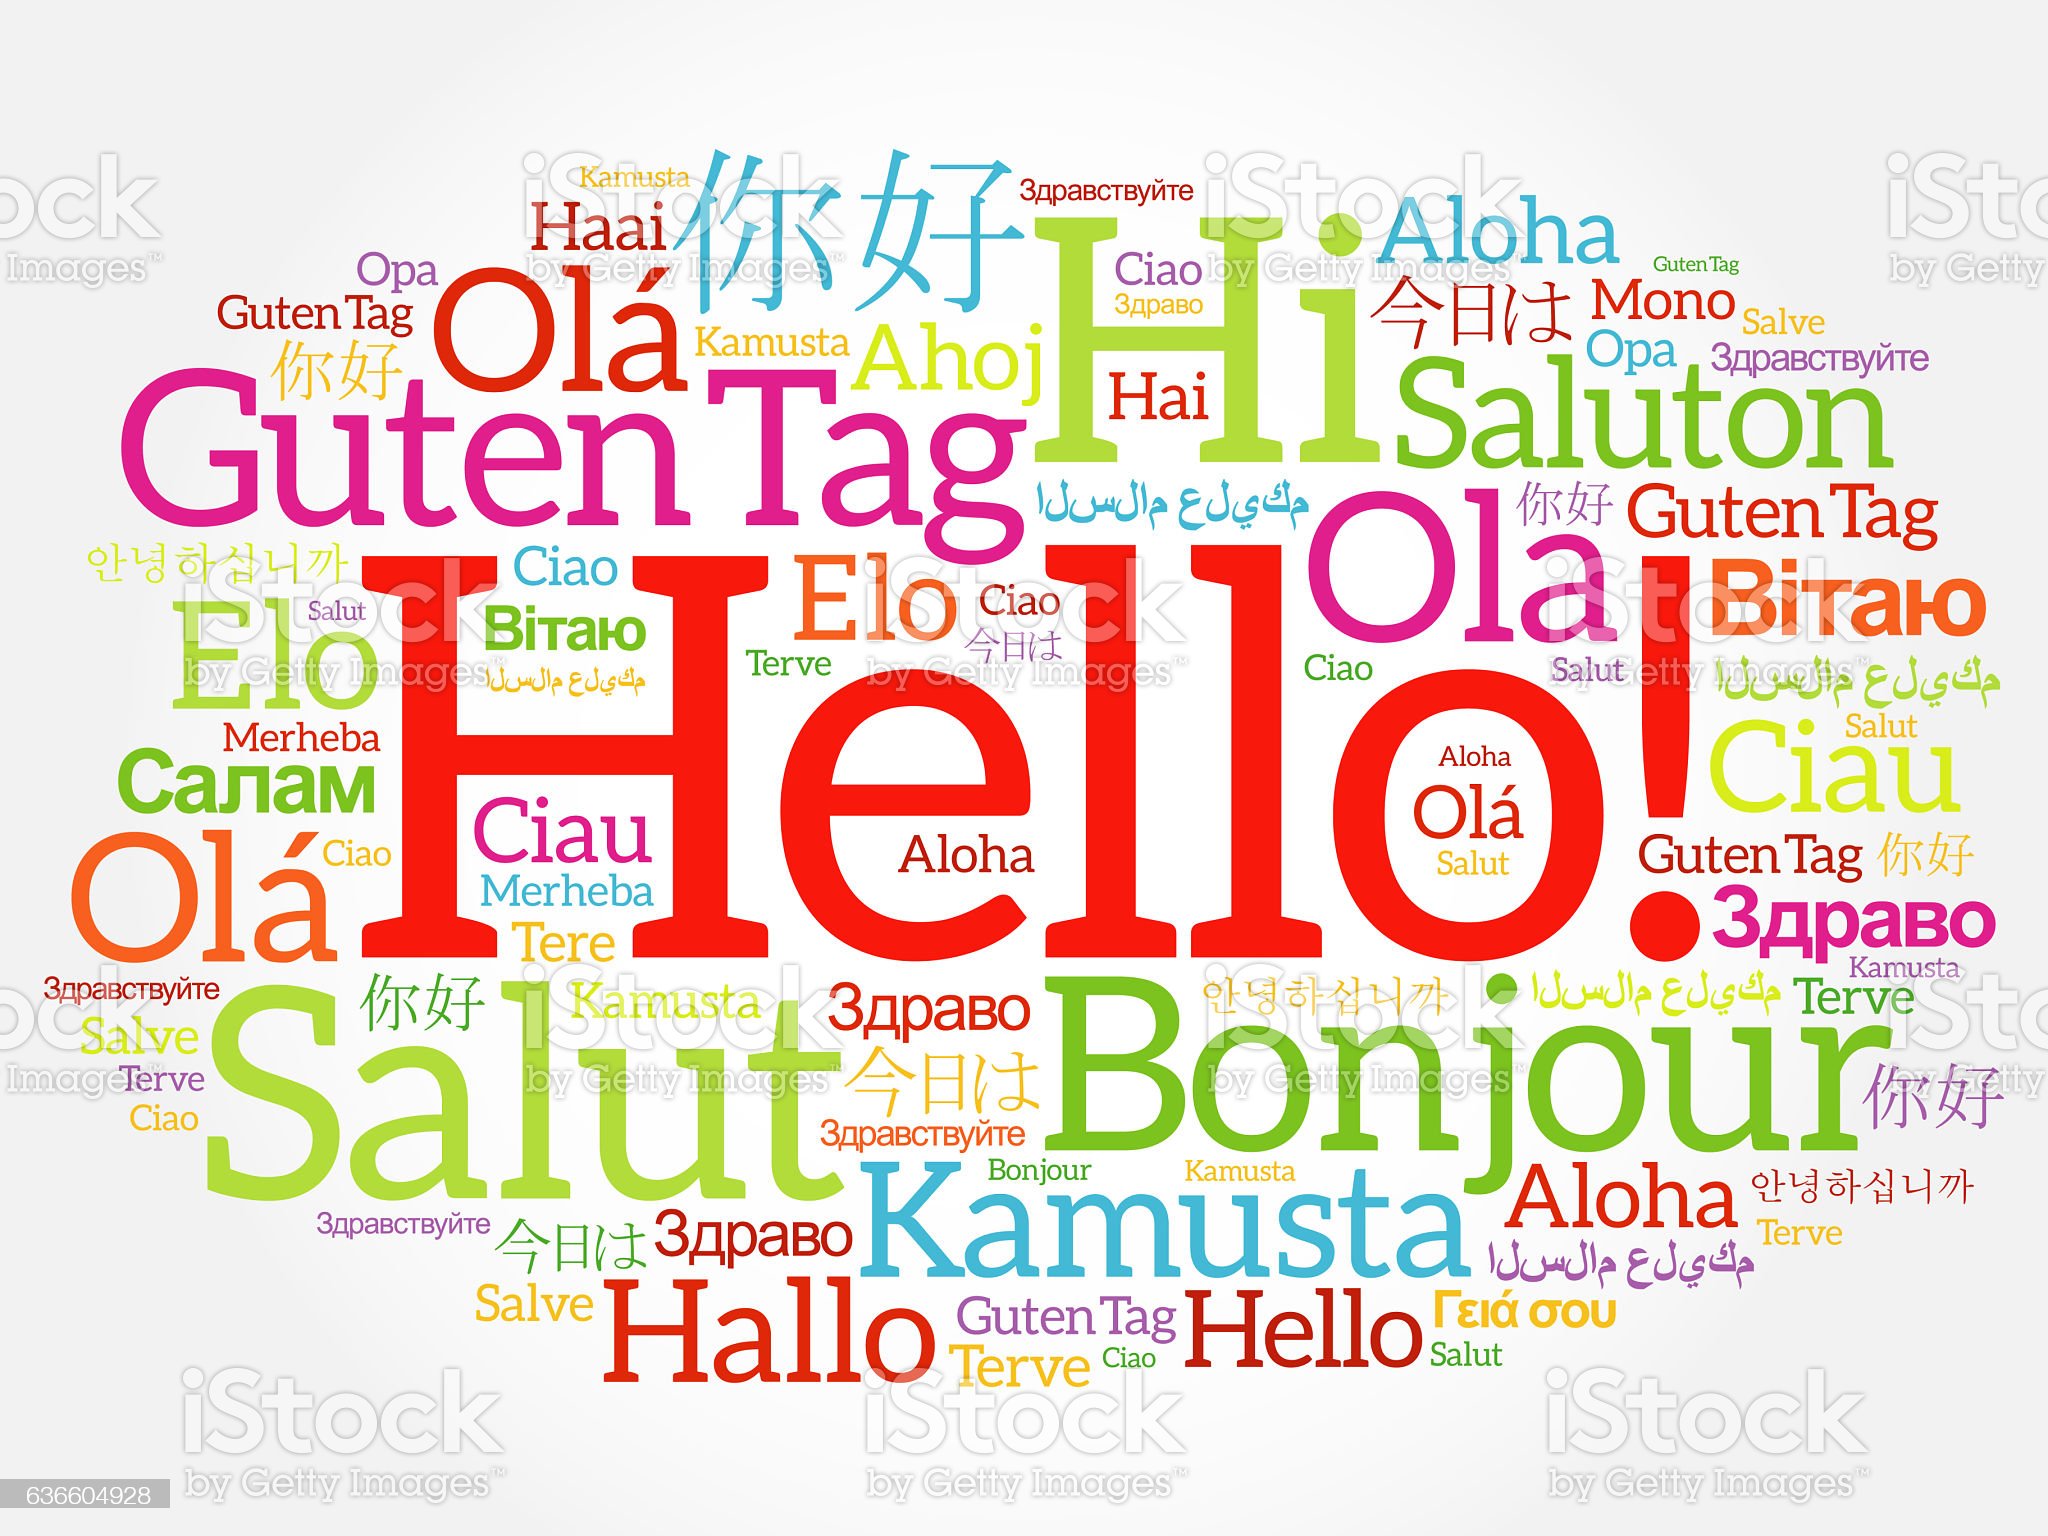 Kamusta
你好
Здравствуйте
Haai
Hi
Aloha
Opa
Olá
Ciao
Guten Tag
Guten Tag
Здраво
今日は
Mono
Salve
你好
Kamusta
Ahoj
Hai
Opa
Здравствуйте
Guten Tag
Saluton
السلام عليكم
Ola
你好
Guten Tag
안녕하십니까
Ciao
Elo
Ciao
Вітаю
Elo
Salut
Вітаю
今日は
Terve
Ciao
Salut
السلام عليكم
السلام عليكم
Hello!
Merheba
Салам
Aloha
Salut
Ciau
Olá
Ciao
Ciau
Aloha
Olá
Salut
Guten Tag
你好
Merheba
Здраво
Tere
Kamusta
Здравствуйте
你好
Kamusta
Здраво
안녕하십니까
السلام عليكم
Terve
Salve
Salut
Bonjour
Terve
今日は
你好
Ciao
Здравствуйте
Bonjour
Kamusta
Kamusta
Aloha
안녕하십니까
Здравствуйте
今日は
Здраво
Terve
السلام عليكم
Salve
Hallo
Guten Tag
Hello
Γειά σου
Terve
Ciao
Salut
iStock
by Getty Images™
636604928